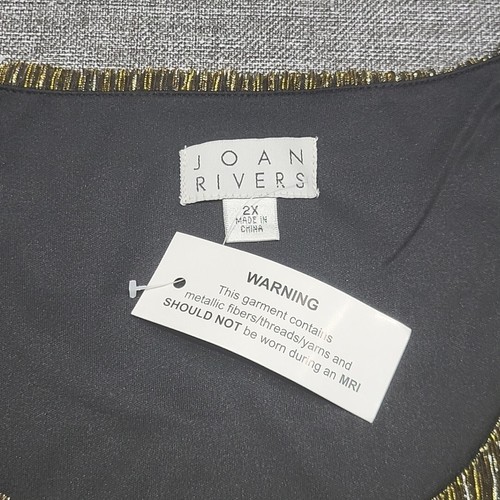 JOAN
RIVERS
2X
MADE IN
CHINA
WARNING
This garment contains
metallic fibers/threads/yarns and
SHOULD NOT be worn during an MRI